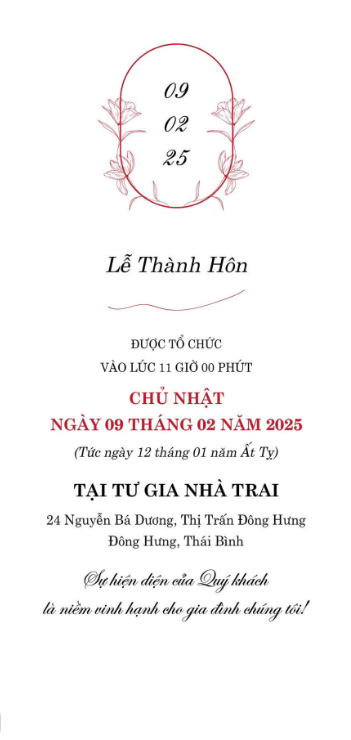 09
02
25
Lễ Thành Hôn
ĐƯỢC TỔ CHỨC
VÀO LÚC 11 GIỜ 00 PHÚT
CHỦ NHẬT
NGÀY 09 THÁNG 02 NĂM 2025
(Tức ngày 12 tháng 01 năm Ất Tỵ)
TẠI TƯ GIA NHÀ TRAI
24 Nguyễn Bá Dương, Thị Trấn Đông Hưng
Đông Hưng, Thái Bình
Sự hiện diện của Quý khách
là niềm vinh hạnh cho gia đình chúng tôi!